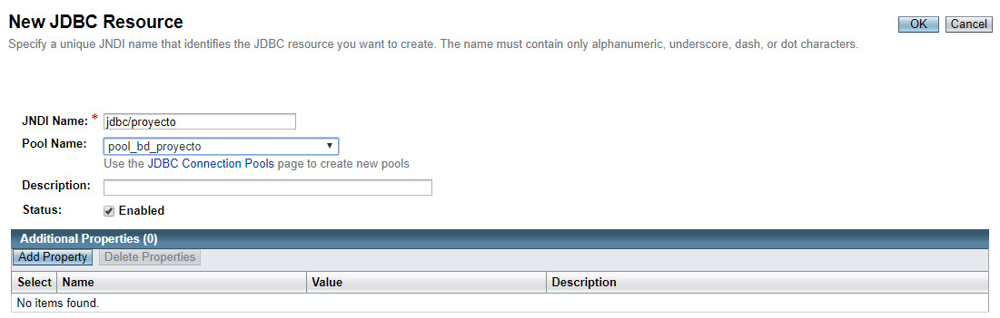 New JDBC Resource
OK Cancel
Specify a unique JNDI name that identifies the JDBC resource you want to create. The name must contain only alphanumeric, underscore, dash, or dot characters.
JNDI Name: * jdbc/proyecto
Pool Name: pool_bd_proyecto
Use the JDBC Connection Pools page to create new pools
Description:
Status: Enabled
Additional Properties (0)
Add Property Delete Properties
Select Name Value Description
No items found.